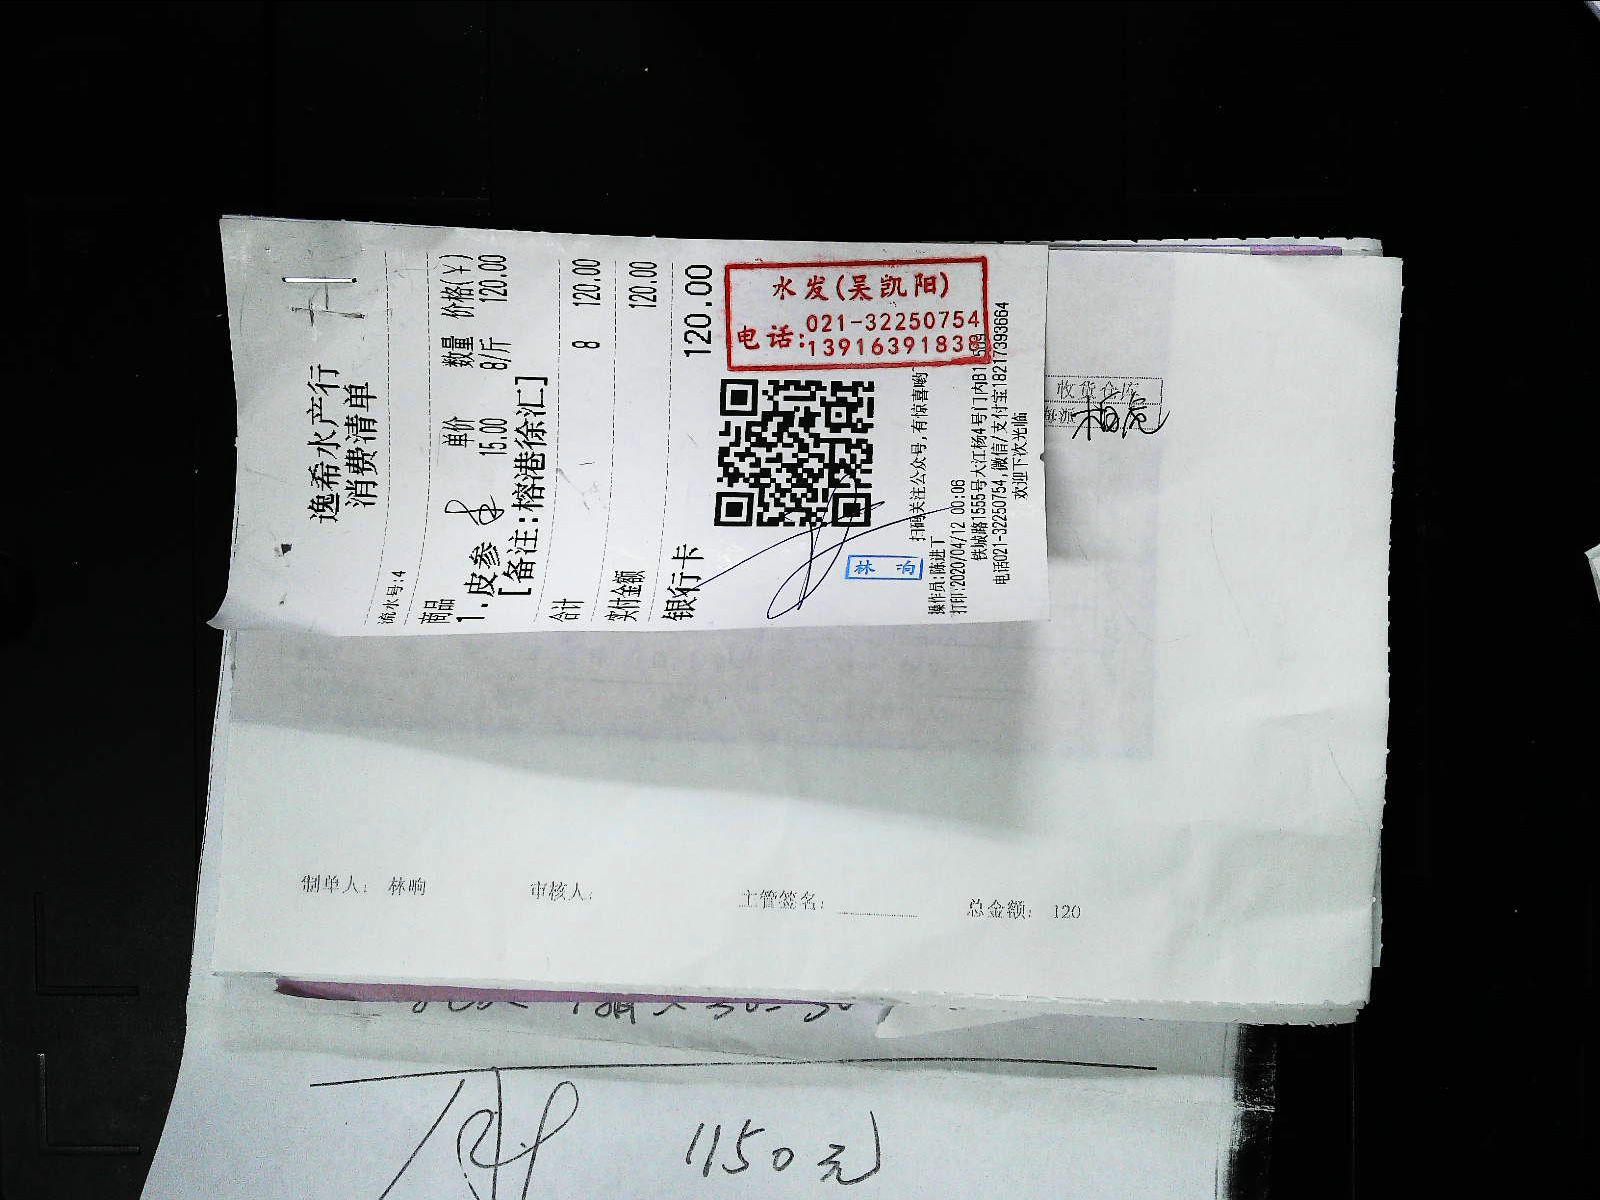 逸希水产行
消费清单
流水号:4
商品 单价 数量 价格(¥)
1.皮参 15.00 8/斤 120.00
[备注:榕港徐汇]
合计 8 120.00
实付金额 120.00
银行卡 120.00
水发(吴凯阳)
电话:021-32250754
1391639183
林响
扫码关注公众号,有惊喜哟
操作员:陈进丁
打印:2020/04/12 00:06
铁城路1555号大江杨4号门内B1
电话021-32250754,微信/支付宝18217393664
欢迎下次光临
收货仓库
制单人: 林响 审核人: 主管签名: 总金额: 120
1150元